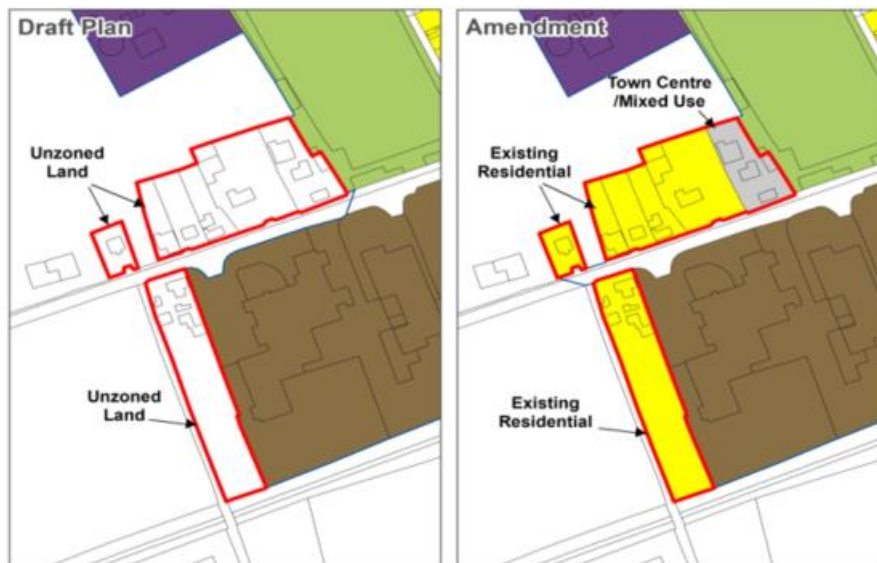 Draft Plan
Unzoned
Land
Unzoned
Land
Amendment
Town Centre
/Mixed Use
Existing
Residential
Existing
Residential